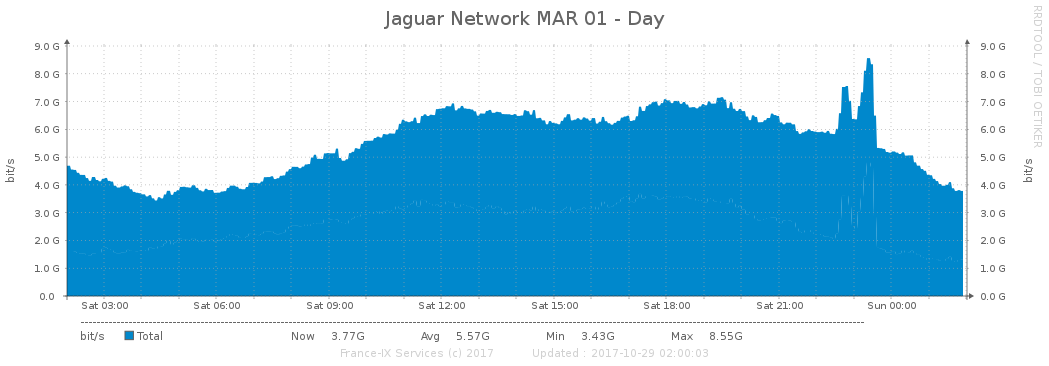 Jaguar Network MAR 01 - Day
RRDTOOL / TOBI OETIKER
bit/s
9.0 G 9.0 G
8.0 G 8.0 G
7.0 G 7.0 G
6.0 G 6.0 G
5.0 G 5.0 G
4.0 G 4.0 G
3.0 G 3.0 G
2.0 G 2.0 G
1.0 G 1.0 G
0.0 0.0 G
bit/s
Sat 03:00 Sat 06:00 Sat 09:00 Sat 12:00 Sat 15:00 Sat 18:00 Sat 21:00 Sun 00:00
bit/s Total Now 3.77G Avg 5.57G Min 3.43G Max 8.55G
France-IX Services (c) 2017 Updated : 2017-10-29 02:00:03